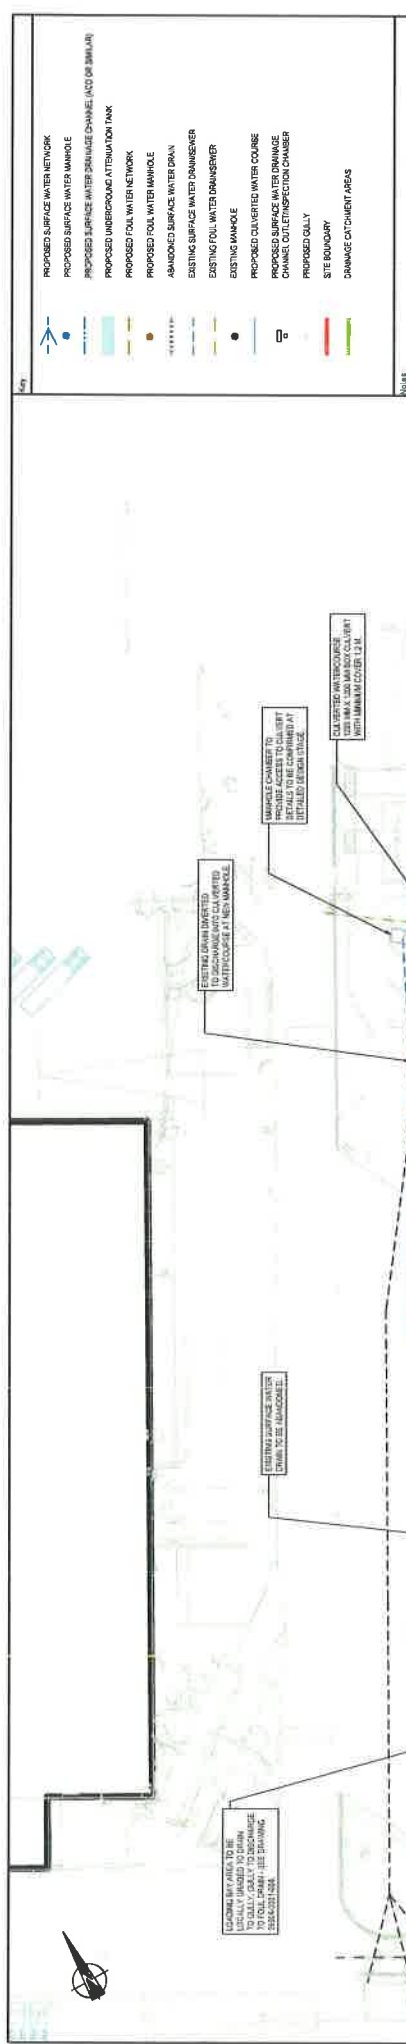 Key
PROPOSED SURFACE WATER NETWORK
PROPOSED SURFACE WATER MANHOLE
PROPOSED SURFACE WATER DRAINAGE CHANNEL (ACO OR SIMILAR)
PROPOSED UNDERGROUND ATTENUATION TANK
PROPOSED FOUL WATER NETWORK
PROPOSED FOUL WATER MANHOLE
ABANDONED SURFACE WATER DRAIN
EXISTING SURFACE WATER DRAIN/SEWER
EXISTING FOUL WATER DRAIN/SEWER
EXISTING MANHOLE
PROPOSED CULVERTED WATER COURSE
PROPOSED SURFACE WATER DRAINAGE
CHANNEL OUTLET/INSPECTION CHAMBER
PROPOSED GULLY
SITE BOUNDARY
DRAINAGE CATCHMENT AREAS
Notes
CULVERTED WATERCOURSE
1200 MM X 1200 MM BOX CULVERT
WITH MINIMUM COVER 1.2 M.
MANHOLE CHAMBER TO
PROVIDE ACCESS TO CULVERT
DETAILS TO BE CONFIRMED AT
DETAILED DESIGN STAGE
EXISTING DRAIN DIVERTED
TO DISCHARGE INTO CULVERTED
WATERCOURSE AT NEW MANHOLE
EXISTING SURFACE WATER
DRAIN TO BE ABANDONED
LOADING BAY AREA TO BE
LOCALLY GRADED TO DRAIN
TO GULLY. GULLY TO DISCHARGE
TO FOUL DRAIN - SEE DRAWING